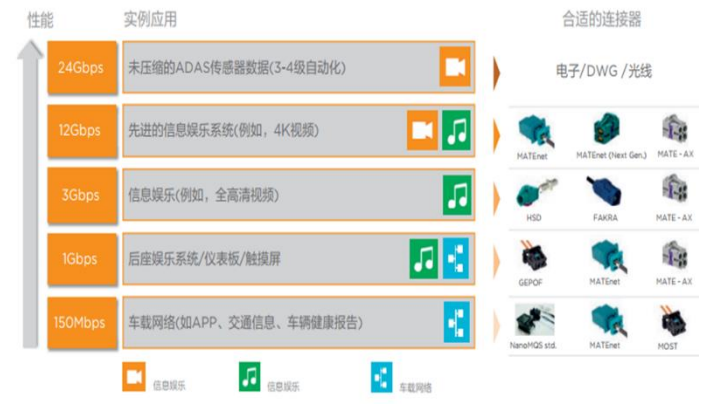 性能 实例应用 合适的连接器
24Gbps 未压缩的ADAS传感器数据(3-4级自动化) 电子/DWG /光线
12Gbps 先进的信息娱乐系统(例如，4K视频)
MATEnet MATEnet (Next Gen.) MATE - AX
3Gbps 信息娱乐(例如，全高清视频)
HSD FAKRA MATE - AX
1Gbps 后座娱乐系统/仪表板/触摸屏
GEPOF MATEnet MATE - AX
150Mbps 车载网络(如APP、交通信息、车辆健康报告)
NanoMQS std. MATEnet MOST
信息娱乐 信息娱乐 车载网络